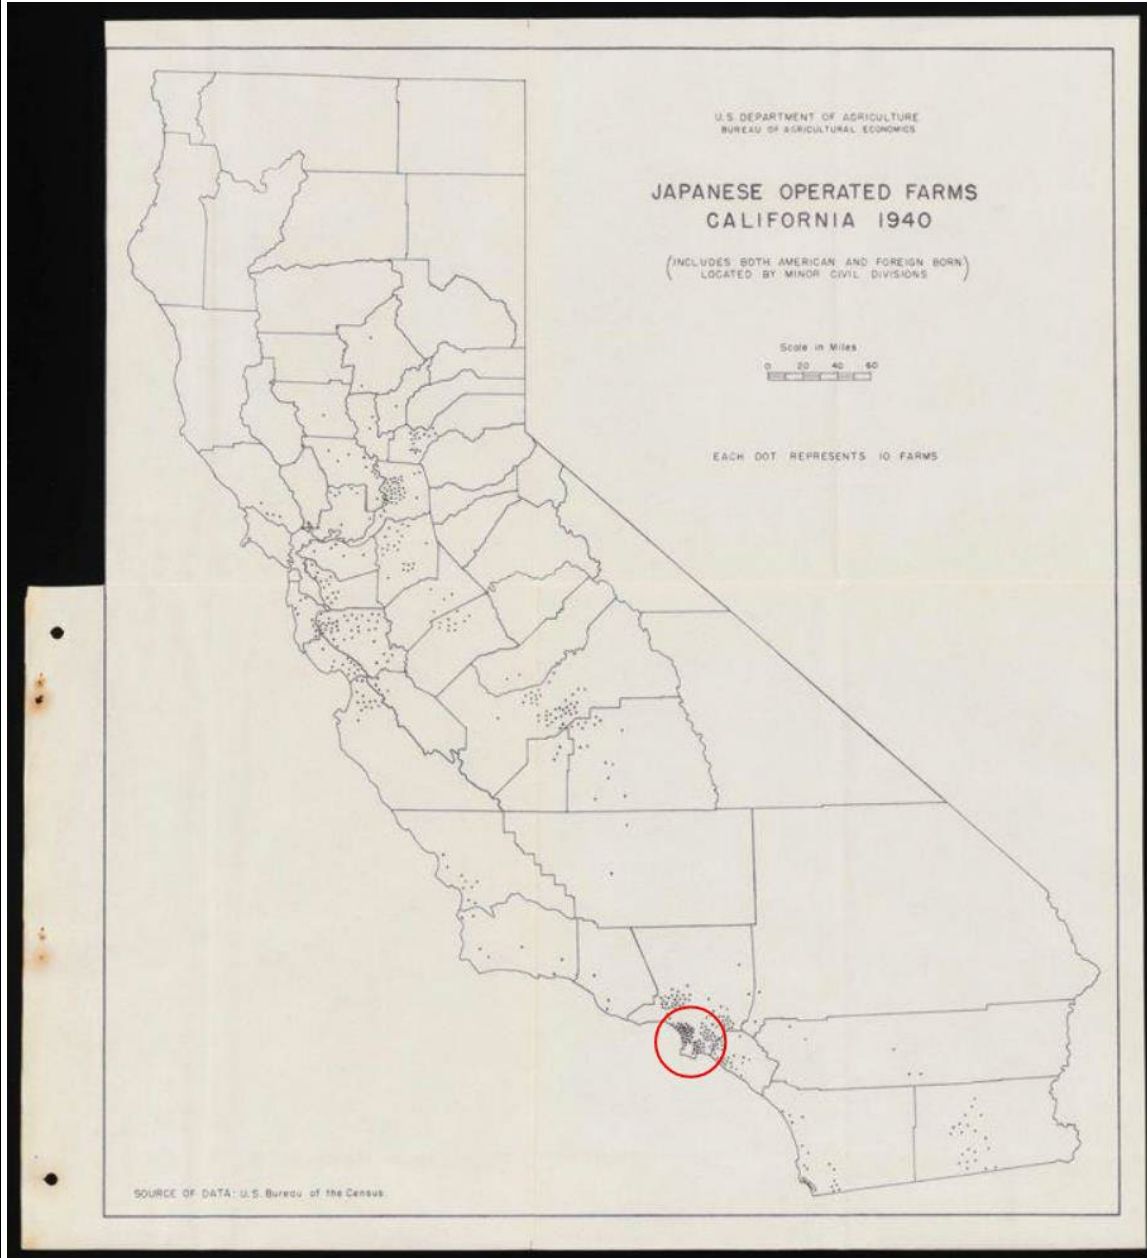 U.S. DEPARTMENT OF AGRICULTURE
BUREAU OF AGRICULTURAL ECONOMICS
JAPANESE OPERATED FARMS
CALIFORNIA 1940
(INCLUDES BOTH AMERICAN AND FOREIGN BORN
LOCATED BY MINOR CIVIL DIVISIONS)
Scale in Miles
0 20 40 60
EACH DOT REPRESENTS 10 FARMS
SOURCE OF DATA: U.S. Bureau of the Census